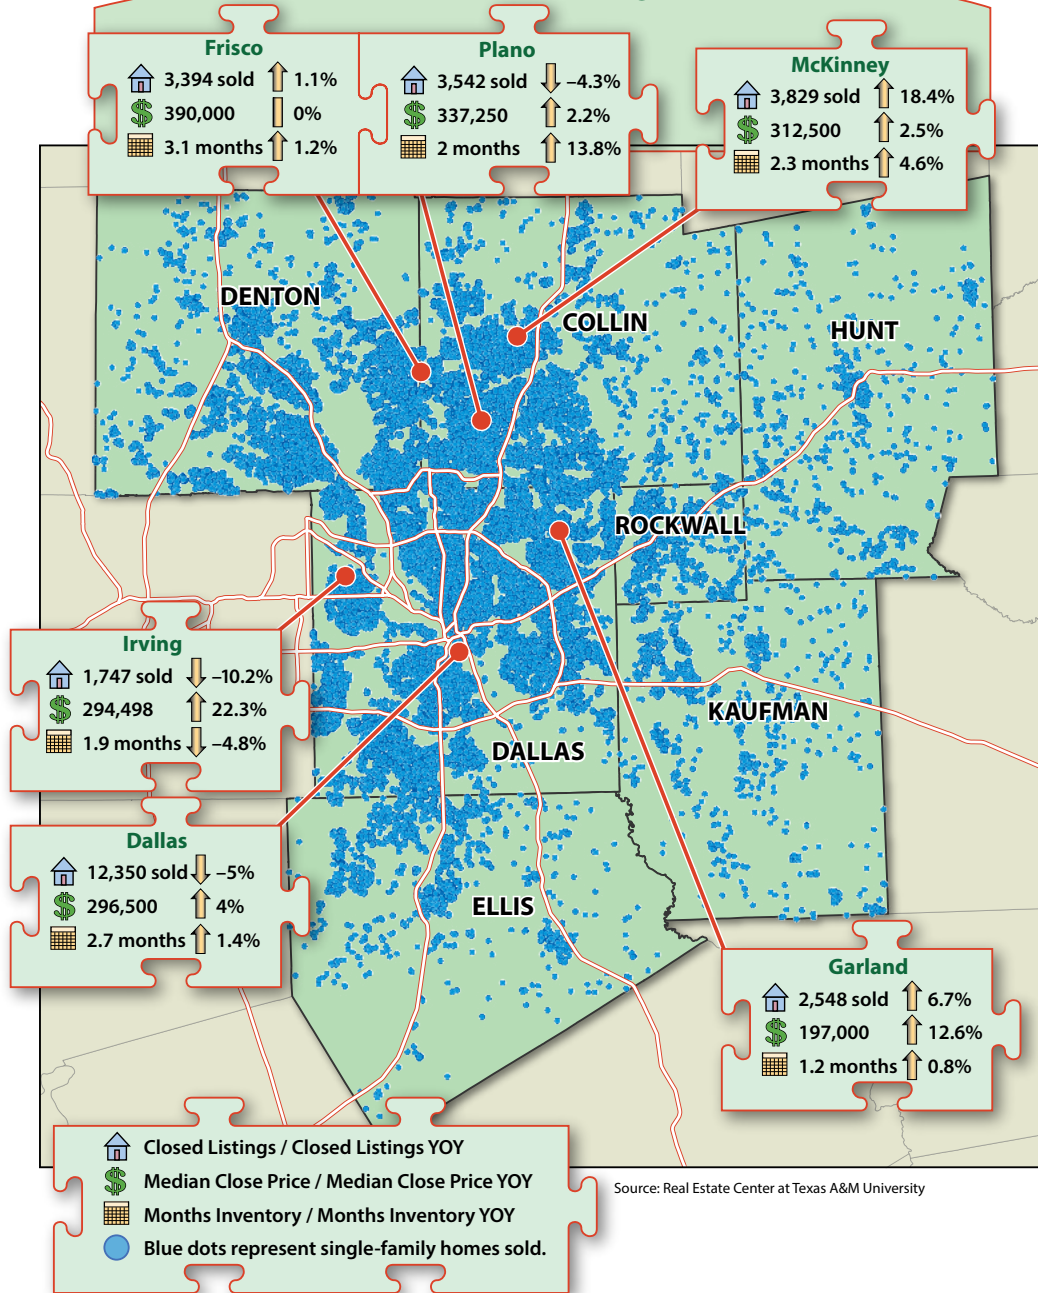 Frisco
3,394 sold 1.1%
390,000 0%
3.1 months 1.2%
Plano
3,542 sold –4.3%
337,250 2.2%
2 months 13.8%
McKinney
3,829 sold 18.4%
312,500 2.5%
2.3 months 4.6%
DENTON
COLLIN
HUNT
ROCKWALL
Irving
1,747 sold –10.2%
294,498 22.3%
1.9 months –4.8%
KAUFMAN
DALLAS
Dallas
12,350 sold –5%
296,500 4%
2.7 months 1.4%
ELLIS
Garland
2,548 sold 6.7%
197,000 12.6%
1.2 months 0.8%
Closed Listings / Closed Listings YOY
Median Close Price / Median Close Price YOY
Months Inventory / Months Inventory YOY
Blue dots represent single-family homes sold.
Source: Real Estate Center at Texas A&M University